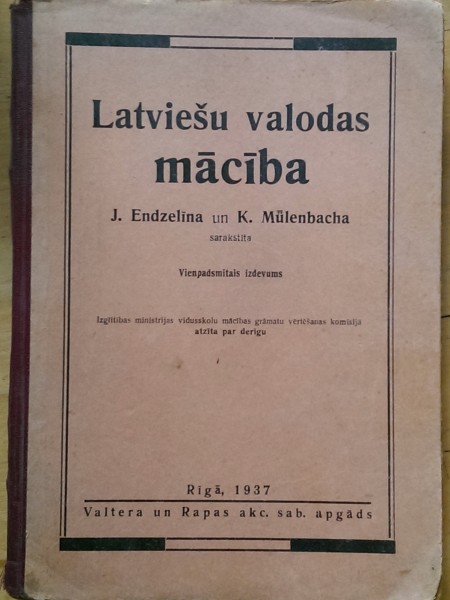 Latviešu valodas
mācība
J. Endzelīna un K. Mūlenbacha
sarakstīta
Vienpadsmitais izdevums
Izglītības ministrijas vidusskolu mācības grāmatu vērtēšanas komisija
atzīta par derīgu
Rīgā, 1937
Valtera un Rapas akc. sab. apgāds